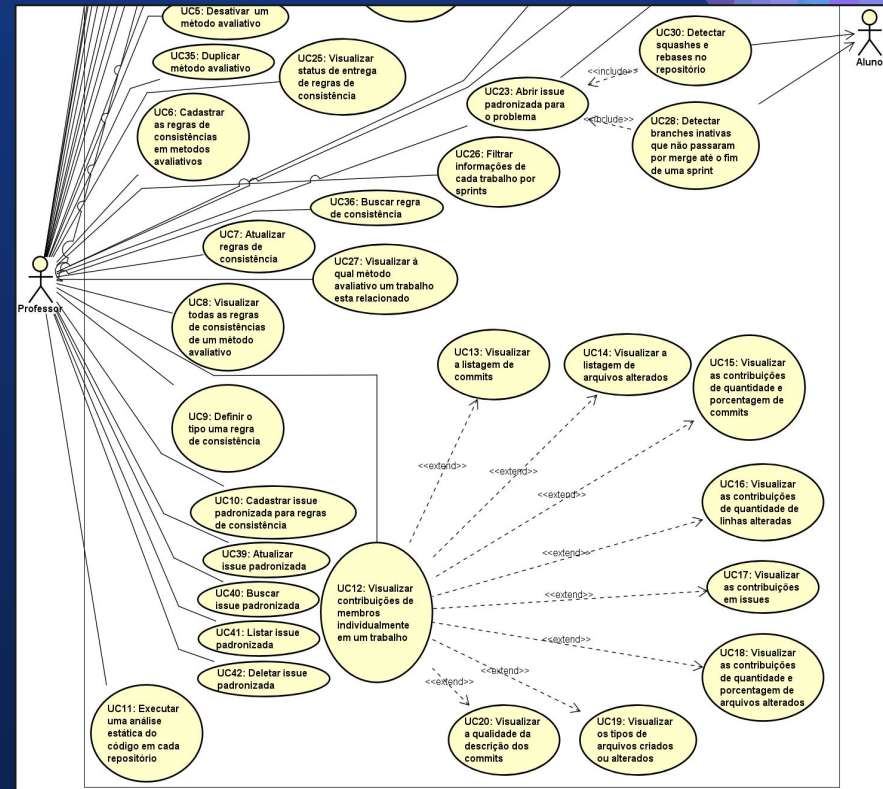 UC5: Desativar um
método avaliativo
UC35: Duplicar
método avaliativo
UC25: Visualizar
status de entrega
de regras de
consistência
UC30: Detectar
squashes e
rebases no
repositório
Aluno
<<include>>
UC23: Abrir issue
padronizada para
o problema
<<include>>
UC28: Detectar
branches inativas
que não passaram
por merge até o fim
de uma sprint
UC6: Cadastrar
as regras de
consistências
em metodos
avaliativos
UC26: Filtrar
informações de
cada trabalho por
sprints
UC36: Buscar regra
de consistência
UC7: Atualizar
regras de
consistência
UC27: Visualizar à
qual método
avaliativo um trabalho
esta relacionado
Professor
UC8: Visualizar
todas as regras
de consistências
de um método
avaliativo
UC13: Visualizar
a listagem de
commits
UC14: Visualizar a
listagem de
arquivos alterados
UC15: Visualizar
as contribuições
de quantidade e
porcentagem de
commits
UC9: Definir o
tipo uma regra
de consistência
<<extend>>
<<extend>>
<<extend>>
UC16: Visualizar
as contribuições
de quantidade de
linhas alteradas
UC10: Cadastrar issue
padronizada para regras
de consistência
UC39: Atualizar
issue padronizada
<<extend>>
UC12: Visualizar
contribuições de
membros
individualmente
em um trabalho
UC17: Visualizar
as contribuições
em issues
<<extend>>
UC40: Buscar
issue padronizada
UC41: Listar issue
padronizada
<<extend>>
UC18: Visualizar
as contribuições
de quantidade e
porcentagem de
arquivos alterados
UC42: Deletar issue
padronizada
<<extend>>
<<extend>>
UC11: Executar
uma análise
estática do
código em cada
repositório
UC20: Visualizar
a qualidade da
descrição dos
commits
UC19: Visualizar
os tipos de
arquivos criados
ou alterados